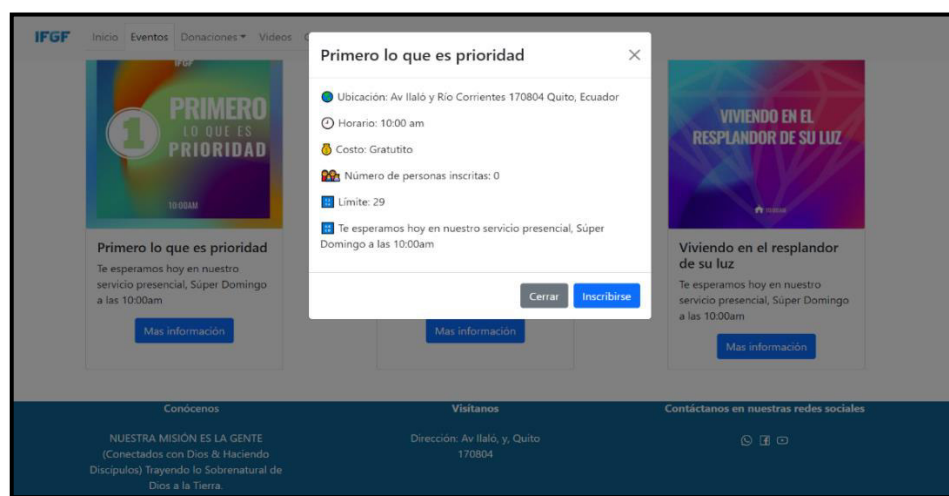 IFGF
Inicio Eventos Donaciones Videos
Primero lo que es prioridad
Ubicación: Av Ilaló y Río Corrientes 170804 Quito, Ecuador
Horario: 10:00 am
Costo: Gratutito
Número de personas inscritas: 0
Límite: 29
Te esperamos hoy en nuestro servicio presencial, Súper
Domingo a las 10:00am
Cerrar Inscribirse
IFGF
1 PRIMERO
LO QUE ES
PRIORIDAD
10:00AM
Primero lo que es prioridad
Te esperamos hoy en nuestro
servicio presencial, Súper Domingo
a las 10:00am
Mas información
Mas información
VIVIENDO EN EL
RESPLANDOR DE SU LUZ
Viviendo en el resplandor
de su luz
Te esperamos hoy en nuestro
servicio presencial, Súper Domingo
a las 10:00am
Mas información
Conócenos
NUESTRA MISIÓN ES LA GENTE
(Conectados con Dios & Haciendo
Discípulos) Trayendo lo Sobrenatural de
Dios a la Tierra.
Visítanos
Dirección: Av Ilaló, y, Quito
170804
Contáctanos en nuestras redes sociales